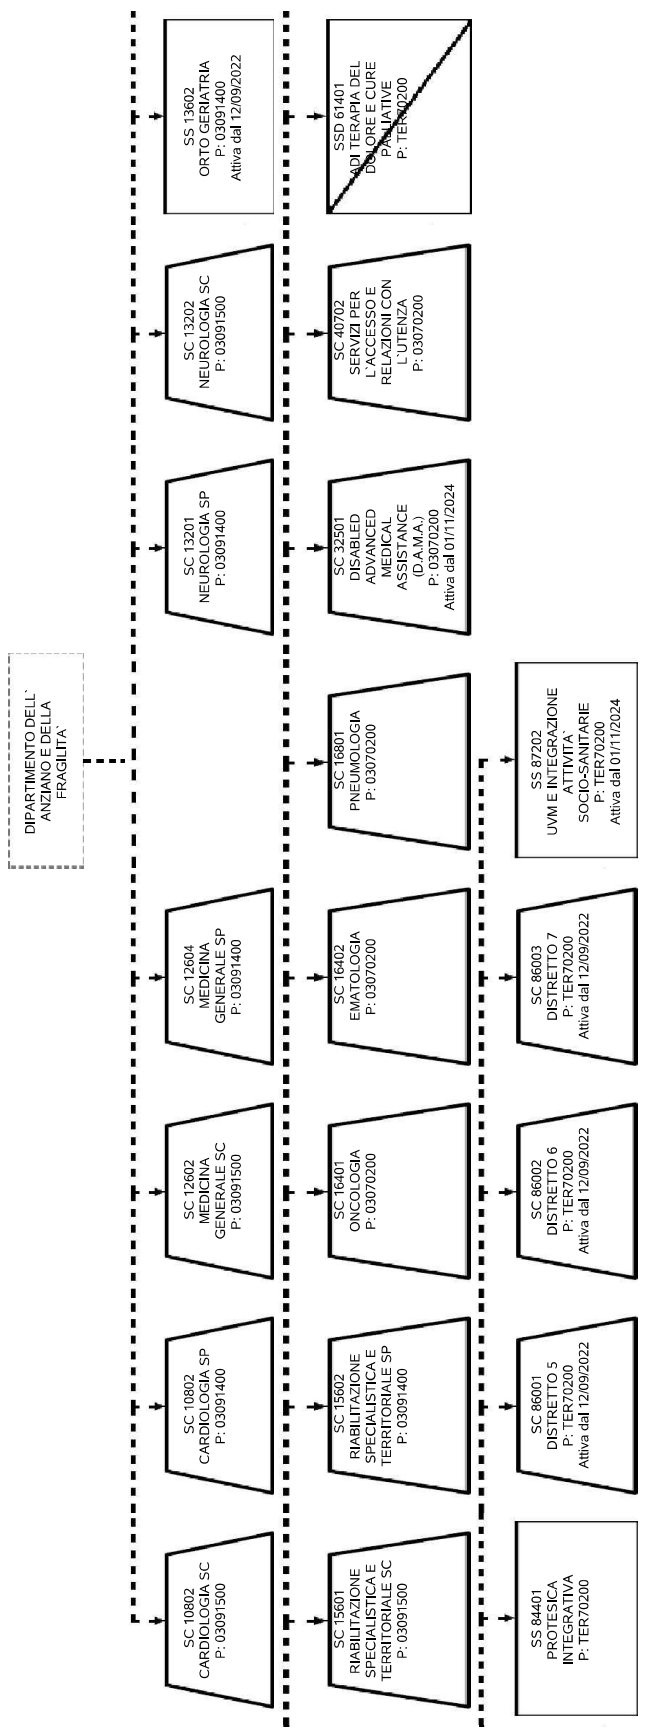 DIPARTIMENTO DELL`
ANZIANO E DELLA
FRAGILITA`
SC 10802
CARDIOLOGIA SC
P: 03091500
SC 10802
CARDIOLOGIA SP
P: 03091400
SC 12602
MEDICINA
GENERALE SC
P: 03091500
SC 12604
MEDICINA
GENERALE SP
P: 03091400
SC 13201
NEUROLOGIA SP
P: 03091400
SC 13202
NEUROLOGIA SC
P: 03091500
SS 13602
ORTO GERIATRIA
P: 03091400
Attiva dal 12/09/2022
SC 15601
RIABILITAZIONE
SPECIALISTICA E
TERRITORIALE SC
P: 03091500
SC 15602
RIABILITAZIONE
SPECIALISTICA E
TERRITORIALE SP
P: 03091400
SC 16401
ONCOLOGIA
P: 03070200
SC 16402
EMATOLOGIA
P: 03070200
SC 16801
PNEUMOLOGIA
P: 03070200
SC 32501
DISABLED
ADVANCED
MEDICAL
ASSISTANCE
(D.A.M.A.)
P: 03070200
Attiva dal 01/11/2024
SC 40702
SERVIZI PER
L`ACCESSO E
RELAZIONI CON
L`UTENZA
P: 03070200
SSD 61401
ADI TERAPIA DEL
DOLORE E CURE
PALLIATIVE
P: TER70200
SS 84401
PROTESICA
INTEGRATIVA
P: TER70200
SC 86001
DISTRETTO 5
P: TER70200
Attiva dal 12/09/2022
SC 86002
DISTRETTO 6
P: TER70200
Attiva dal 12/09/2022
SC 86003
DISTRETTO 7
P: TER70200
Attiva dal 12/09/2022
SS 87202
UVM E INTEGRAZIONE
ATTIVITA`
SOCIO-SANITARIE
P: TER70200
Attiva dal 01/11/2024